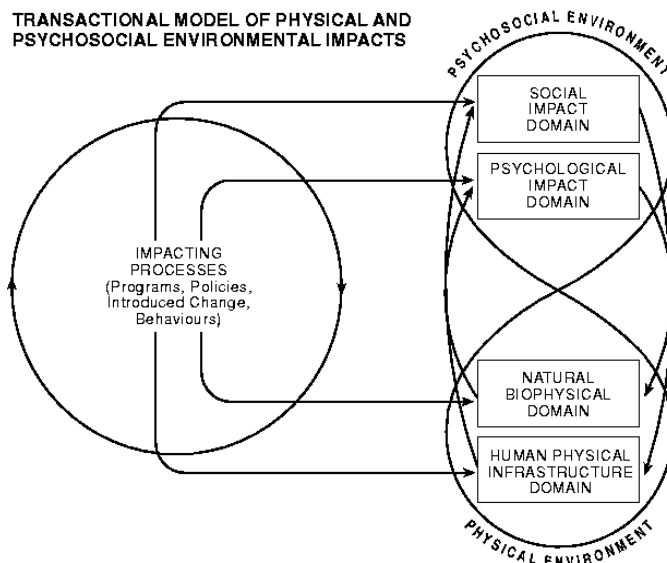 TRANSACTIONAL MODEL OF PHYSICAL AND
PSYCHOSOCIAL ENVIRONMENTAL IMPACTS
PSYCHOSOCIAL ENVIRONMENT
SOCIAL
IMPACT
DOMAIN
PSYCHOLOGICAL
IMPACT
DOMAIN
IMPACTING
PROCESSES
(Programs, Policies,
Introduced Change,
Behaviours)
NATURAL
BIOPHYSICAL
DOMAIN
HUMAN PHYSICAL
INFRASTRUCTURE
DOMAIN
PHYSICAL ENVIRONMENT